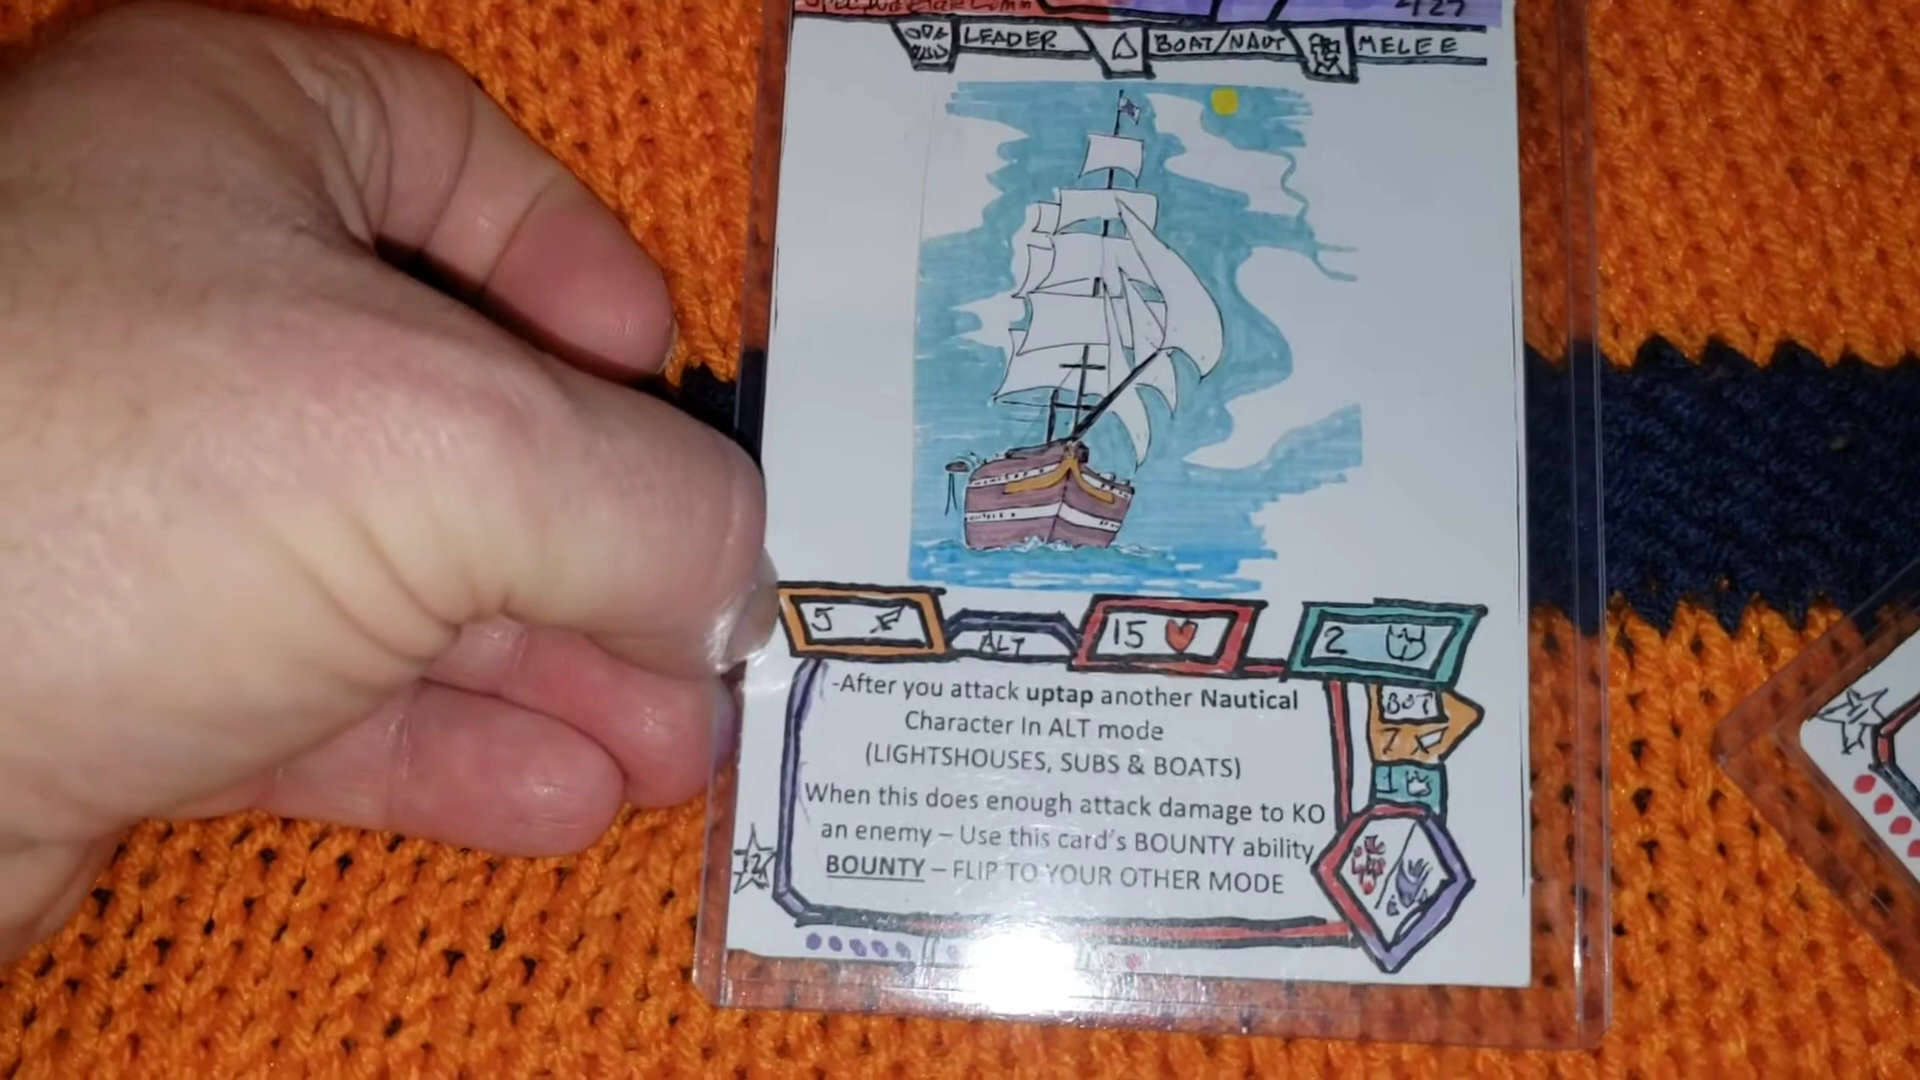 LEADER BOAT/NAUT MELEE
5 ALT 15 2
-After you attack uptap another Nautical
Character In ALT mode
(LIGHTSHOUSES, SUBS & BOATS)
When this does enough attack damage to KO
an enemy – Use this card's BOUNTY ability
BOUNTY – FLIP TO YOUR OTHER MODE
BOT
7
1
12